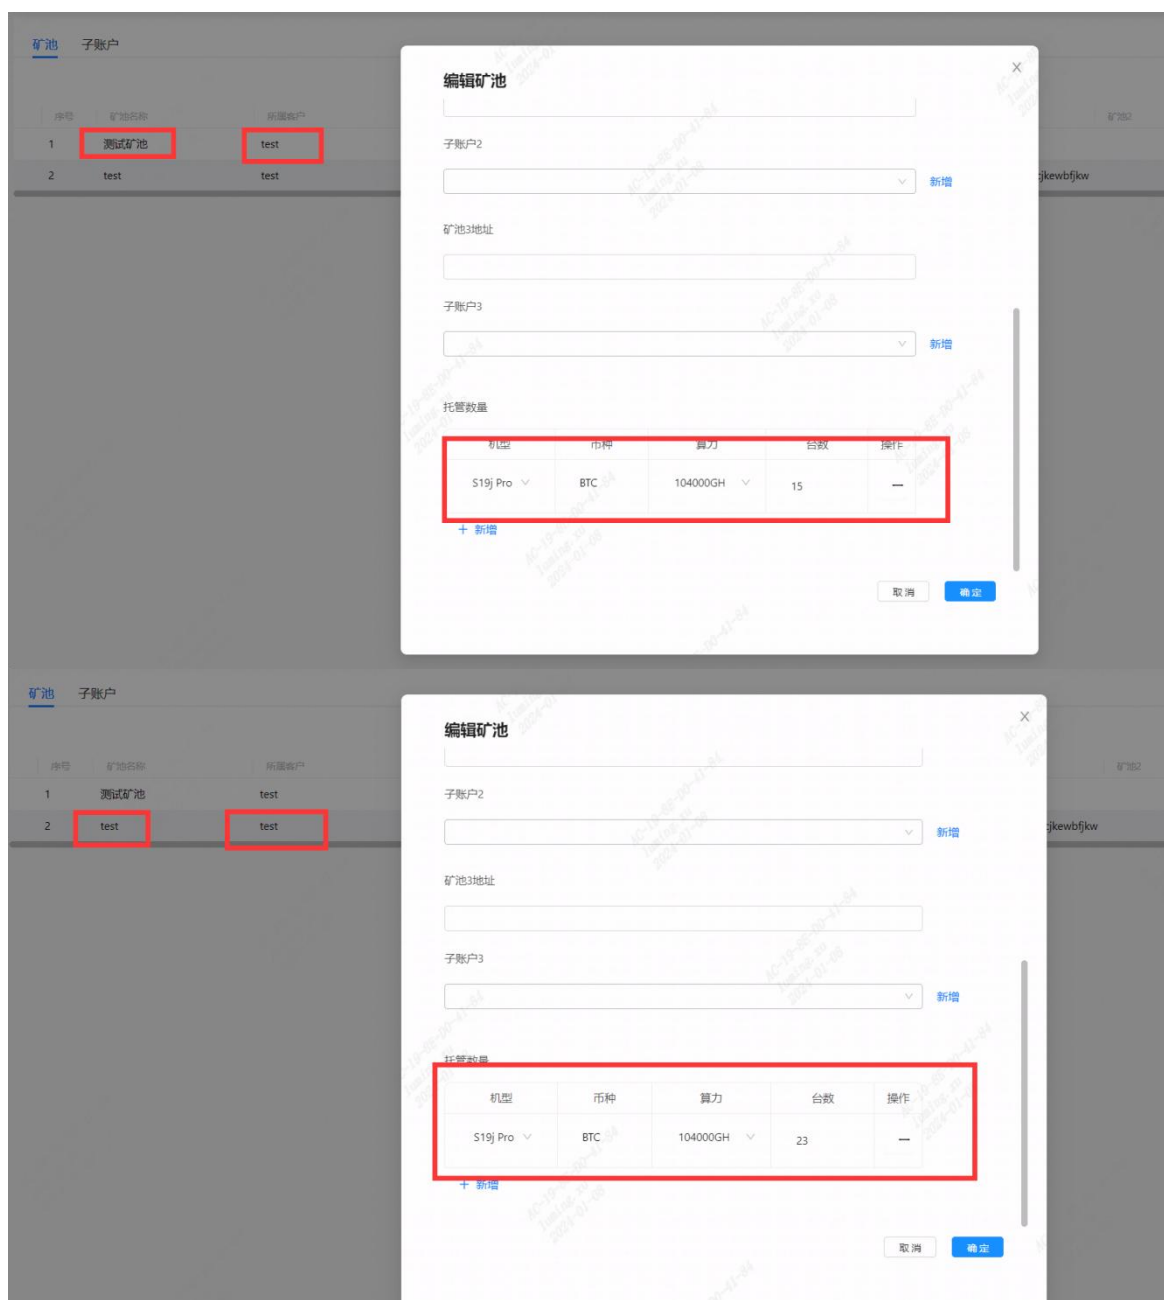 矿池 子账户
编辑矿池
序号 矿池名称 所属客户 矿池2
1 测试矿池 test
2 test test jkewbfjkw
子账户2
新增
矿池3地址
子账户3
新增
托管数量
机型 币种 算力 台数 操作
S19j Pro BTC 104000GH 15 —
+ 新增
取消 确定
矿池 子账户
编辑矿池
序号 矿池名称 所属客户 矿池2
1 测试矿池 test
2 test test jkewbfjkw
子账户2
新增
矿池3地址
子账户3
新增
托管数量
机型 币种 算力 台数 操作
S19j Pro BTC 104000GH 23 —
+ 新增
取消 确定